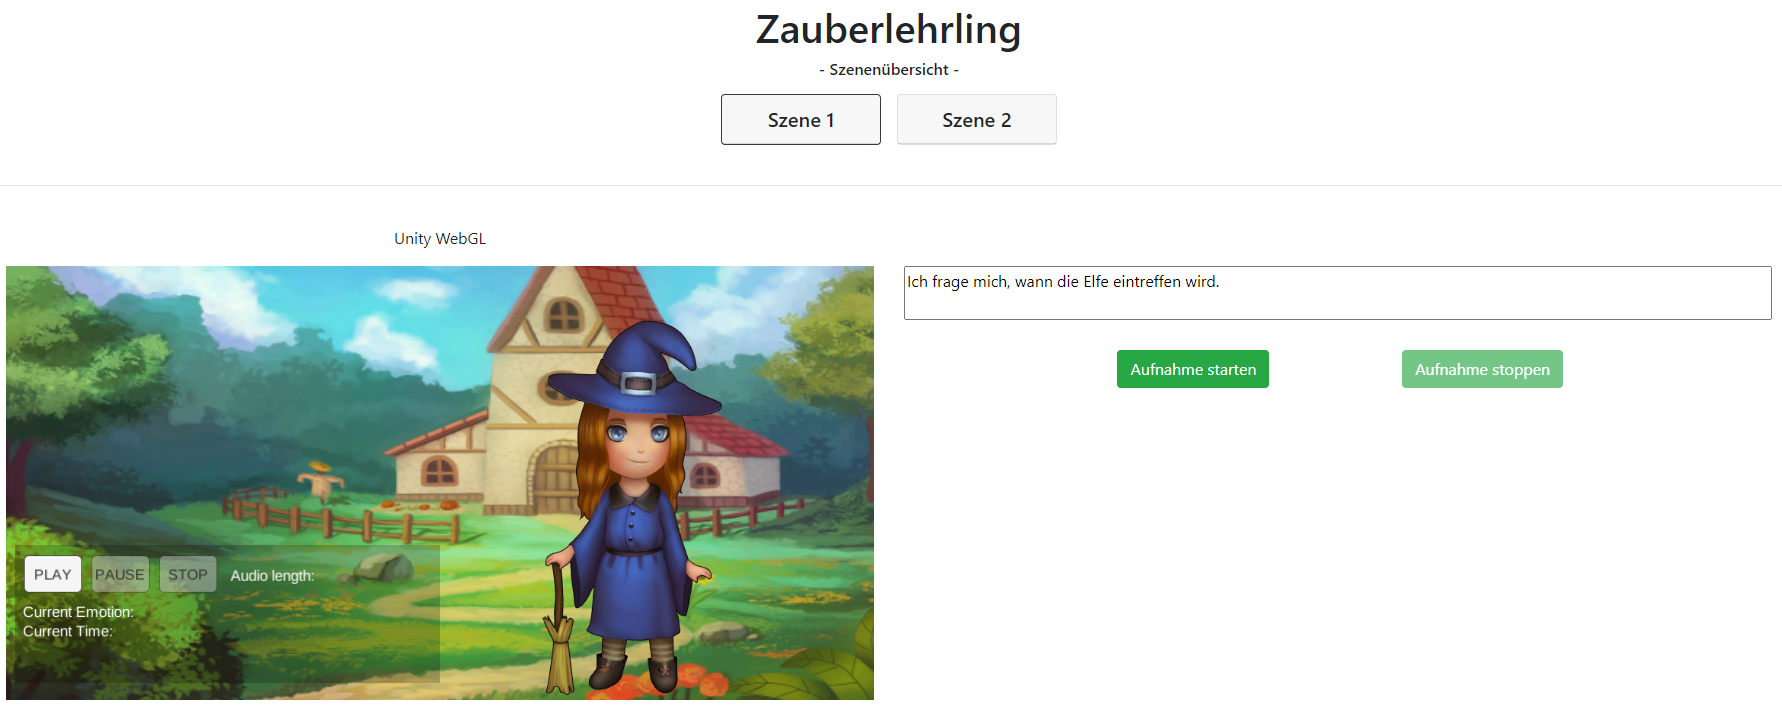 Zauberlehrling
- Szenenübersicht -
Szene 1
Szene 2
Unity WebGL
Ich frage mich, wann die Elfe eintreffen wird.
Aufnahme starten
Aufnahme stoppen
PLAY
PAUSE
STOP
Audio length:
Current Emotion:
Current Time: